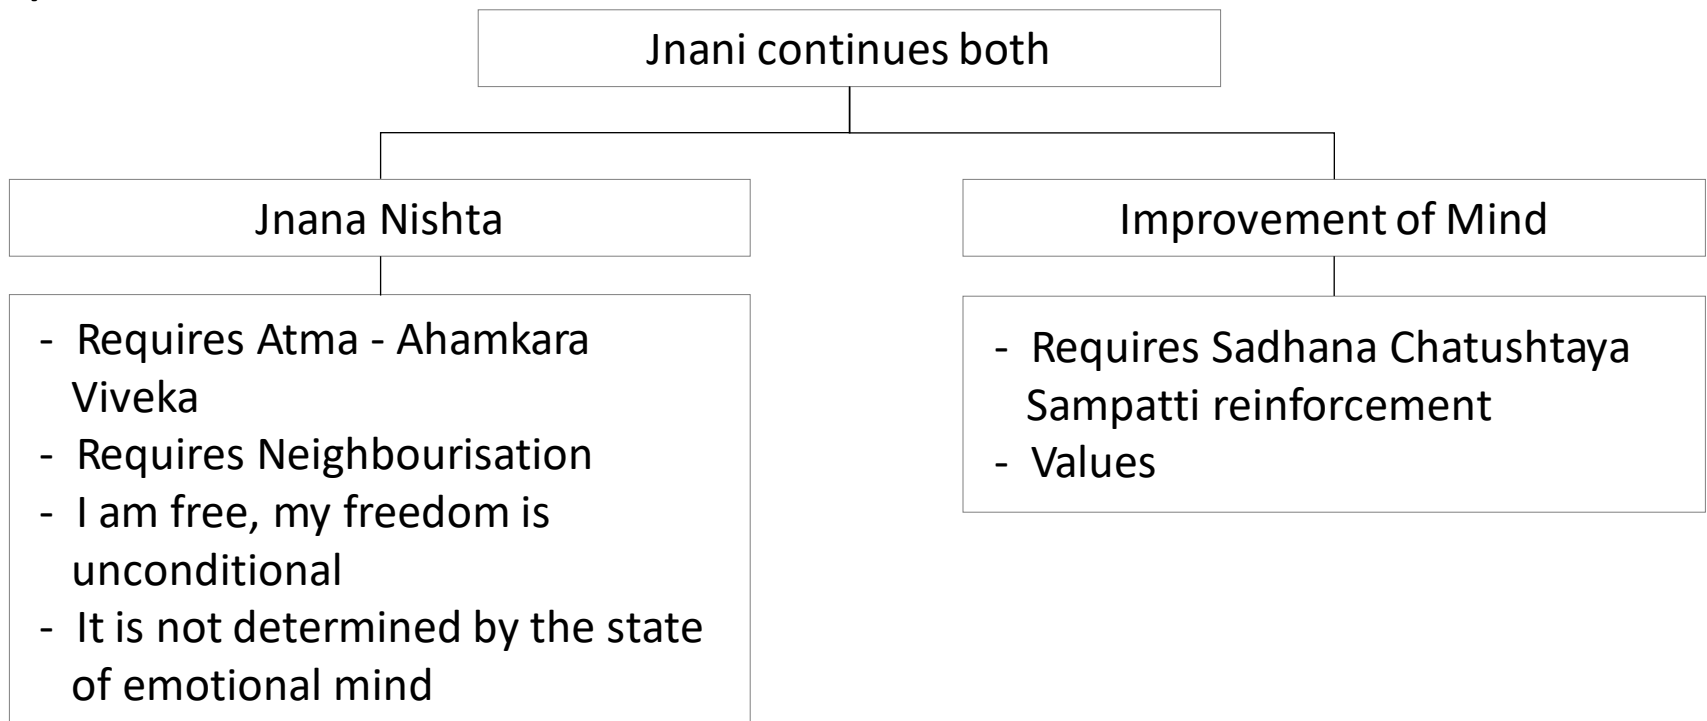 Jnani continues both
Jnana Nishta
Improvement of Mind
- Requires Atma - Ahamkara
Viveka
- Requires Neighbourisation
- I am free, my freedom is
unconditional
- It is not determined by the state
of emotional mind
- Requires Sadhana Chatushtaya
Sampatti reinforcement
- Values